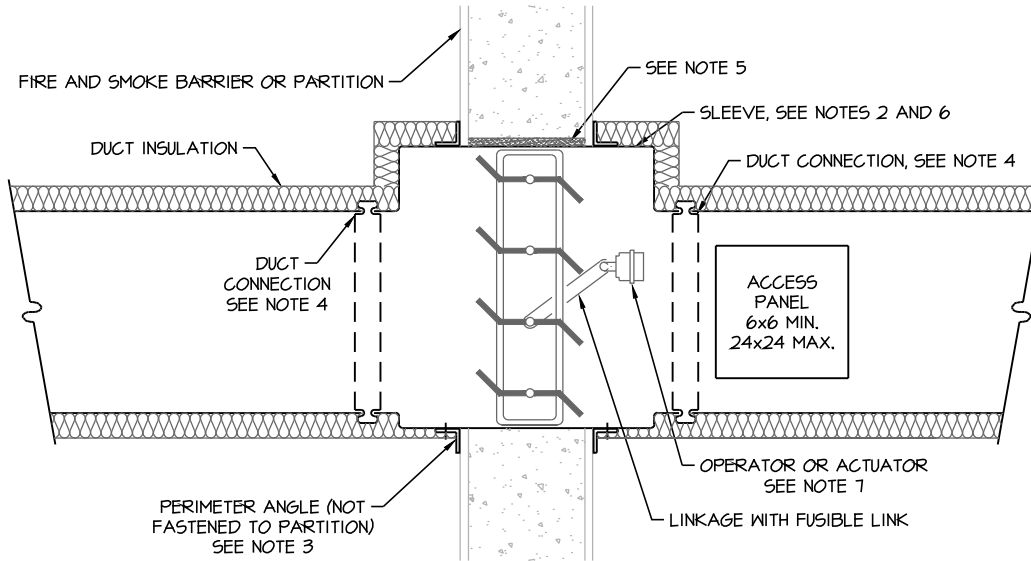 FIRE AND SMOKE BARRIER OR PARTITION
SEE NOTE 5
SLEEVE, SEE NOTES 2 AND 6
DUCT INSULATION
DUCT CONNECTION, SEE NOTE 4
DUCT
CONNECTION
SEE NOTE 4
ACCESS
PANEL
6x6 MIN.
24x24 MAX.
OPERATOR OR ACTUATOR
SEE NOTE 7
PERIMETER ANGLE (NOT
FASTENED TO PARTITION)
SEE NOTE 3
LINKAGE WITH FUSIBLE LINK